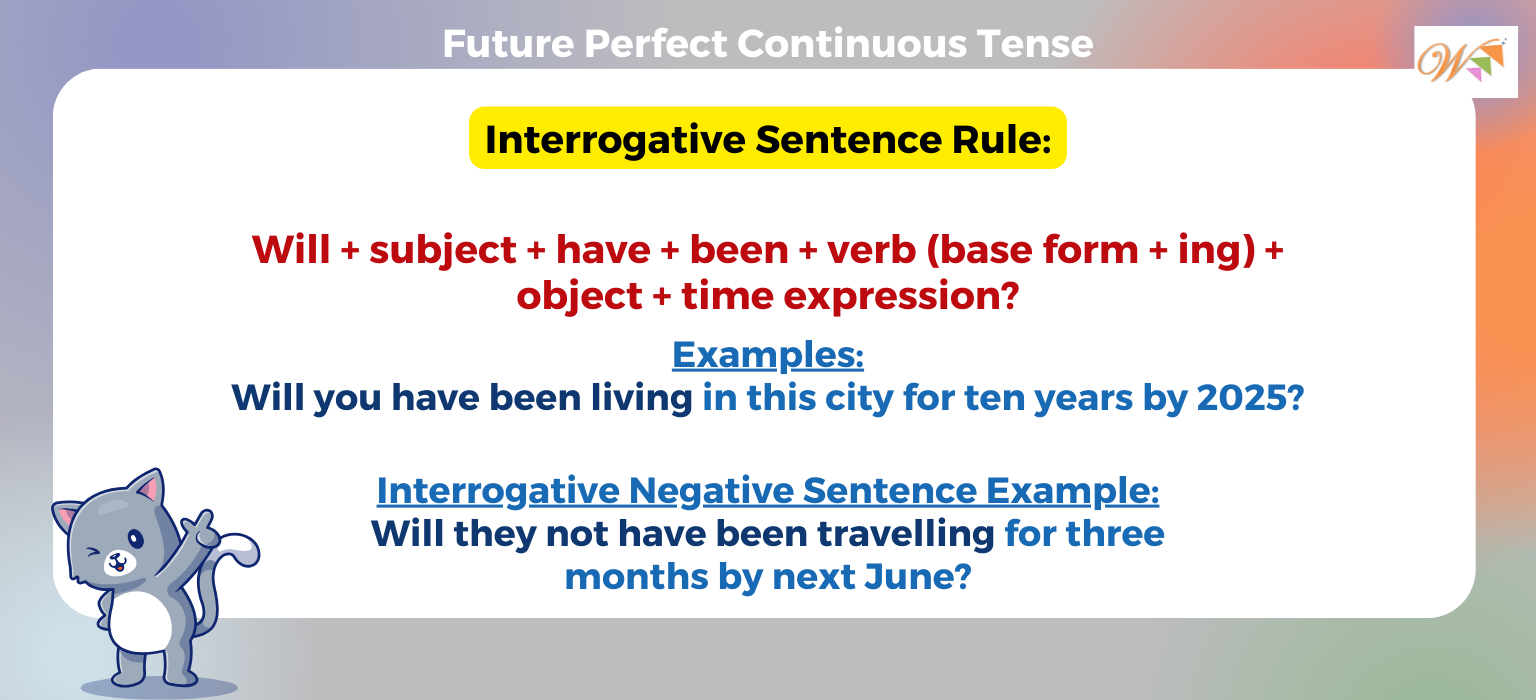 Future Perfect Continuous Tense
W
Interrogative Sentence Rule:
Will + subject + have + been + verb (base form + ing) +
object + time expression?
Examples:
Will you have been living in this city for ten years by 2025?
Interrogative Negative Sentence Example:
Will they not have been travelling for three
months by next June?